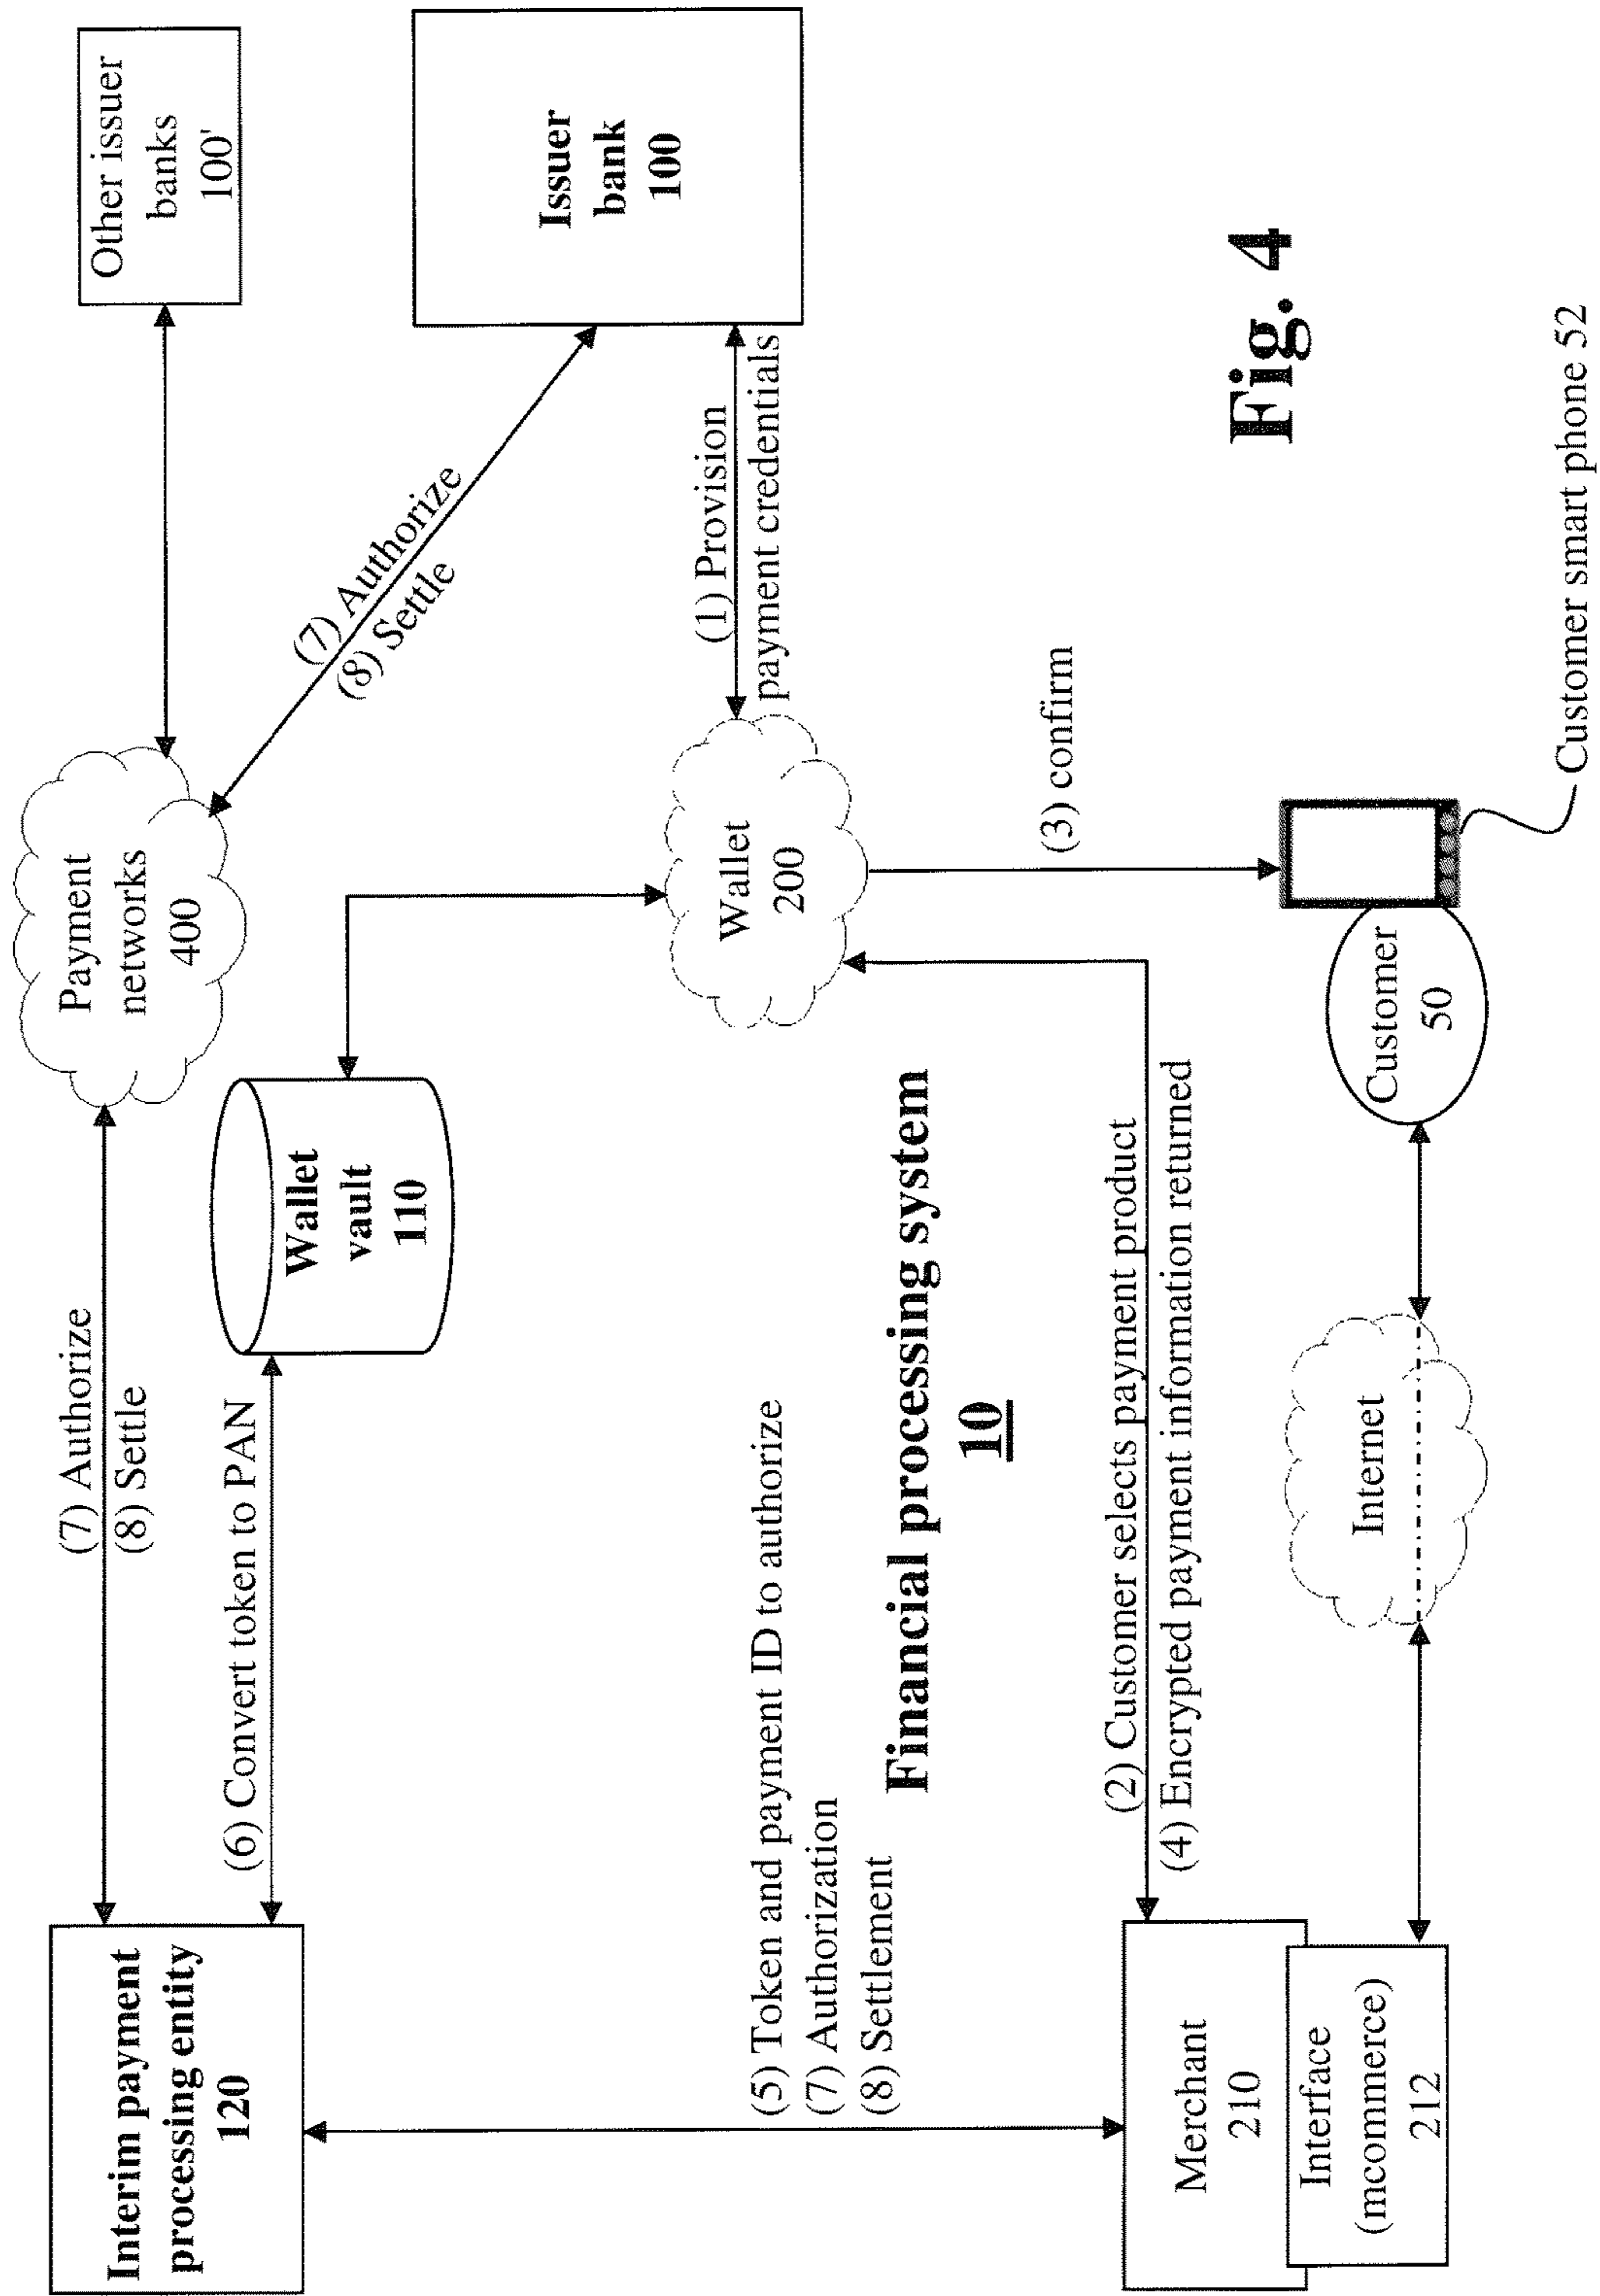 Interim payment
processing entity
120
(7) Authorize
(8) Settle
Payment
networks
400
Other issuer
banks
100'
(6) Convert token to PAN
Wallet
vault
110
(7) Authorize
(8) Settle
Issuer
bank
100
(1) Provision
payment credentials
Wallet
200
(5) Token and payment ID to authorize
(7) Authorization
(8) Settlement
Financial processing system
10
(3) confirm
(2) Customer selects payment product
(4) Encrypted payment information returned
Merchant
210
Interface
(mcommerce)
212
Internet
Customer
50
Customer smart phone 52
Fig. 4